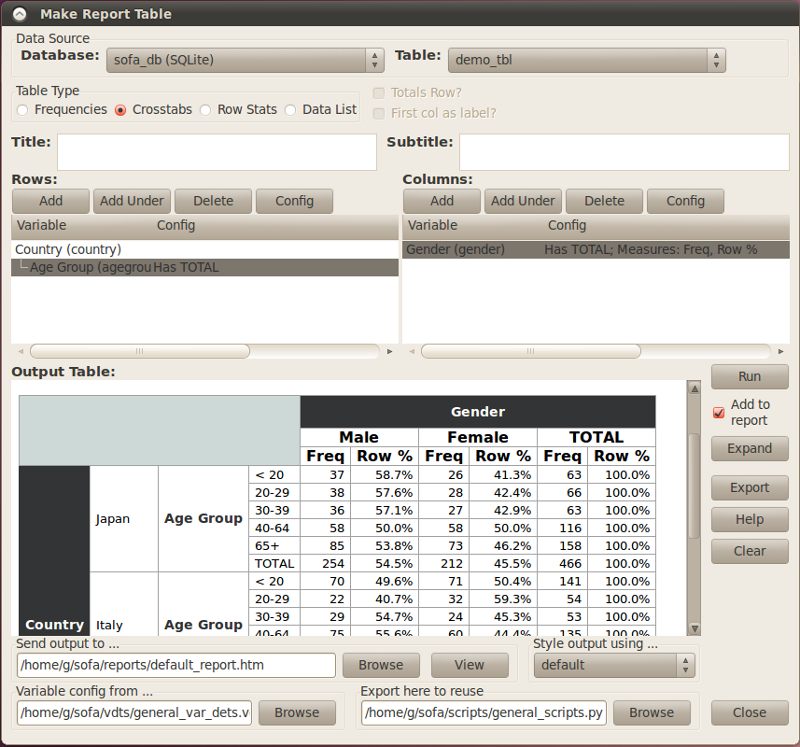 Make Report Table
Data Source
Database: sofa_db (SQLite) Table: demo_tbl
Table Type
Frequencies Crosstabs Row Stats Data List
Totals Row?
First col as label?
Title: Subtitle:
Rows:
Add Add Under Delete Config
Variable Config
Country (country)
Age Group (agegrou Has TOTAL
Columns:
Add Add Under Delete Config
Variable Config
Gender (gender) Has TOTAL; Measures: Freq, Row %
Output Table:
Gender
Male Female TOTAL
Freq Row % Freq Row % Freq Row %
Country
Japan Age Group
< 20 37 58.7% 26 41.3% 63 100.0%
20-29 38 57.6% 28 42.4% 66 100.0%
30-39 36 57.1% 27 42.9% 63 100.0%
40-64 58 50.0% 58 50.0% 116 100.0%
65+ 85 53.8% 73 46.2% 158 100.0%
TOTAL 254 54.5% 212 45.5% 466 100.0%
Italy Age Group
< 20 70 49.6% 71 50.4% 141 100.0%
20-29 22 40.7% 32 59.3% 54 100.0%
30-39 29 54.7% 24 45.3% 53 100.0%
40-64 75 55.6% 60 44.4% 135 100.0%
Run
Add to
report
Expand
Export
Help
Clear
Send output to ...
/home/g/sofa/reports/default_report.htm Browse View
Style output using ...
default
Variable config from ...
/home/g/sofa/vdts/general_var_dets.v Browse
Export here to reuse
/home/g/sofa/scripts/general_scripts.py Browse
Close